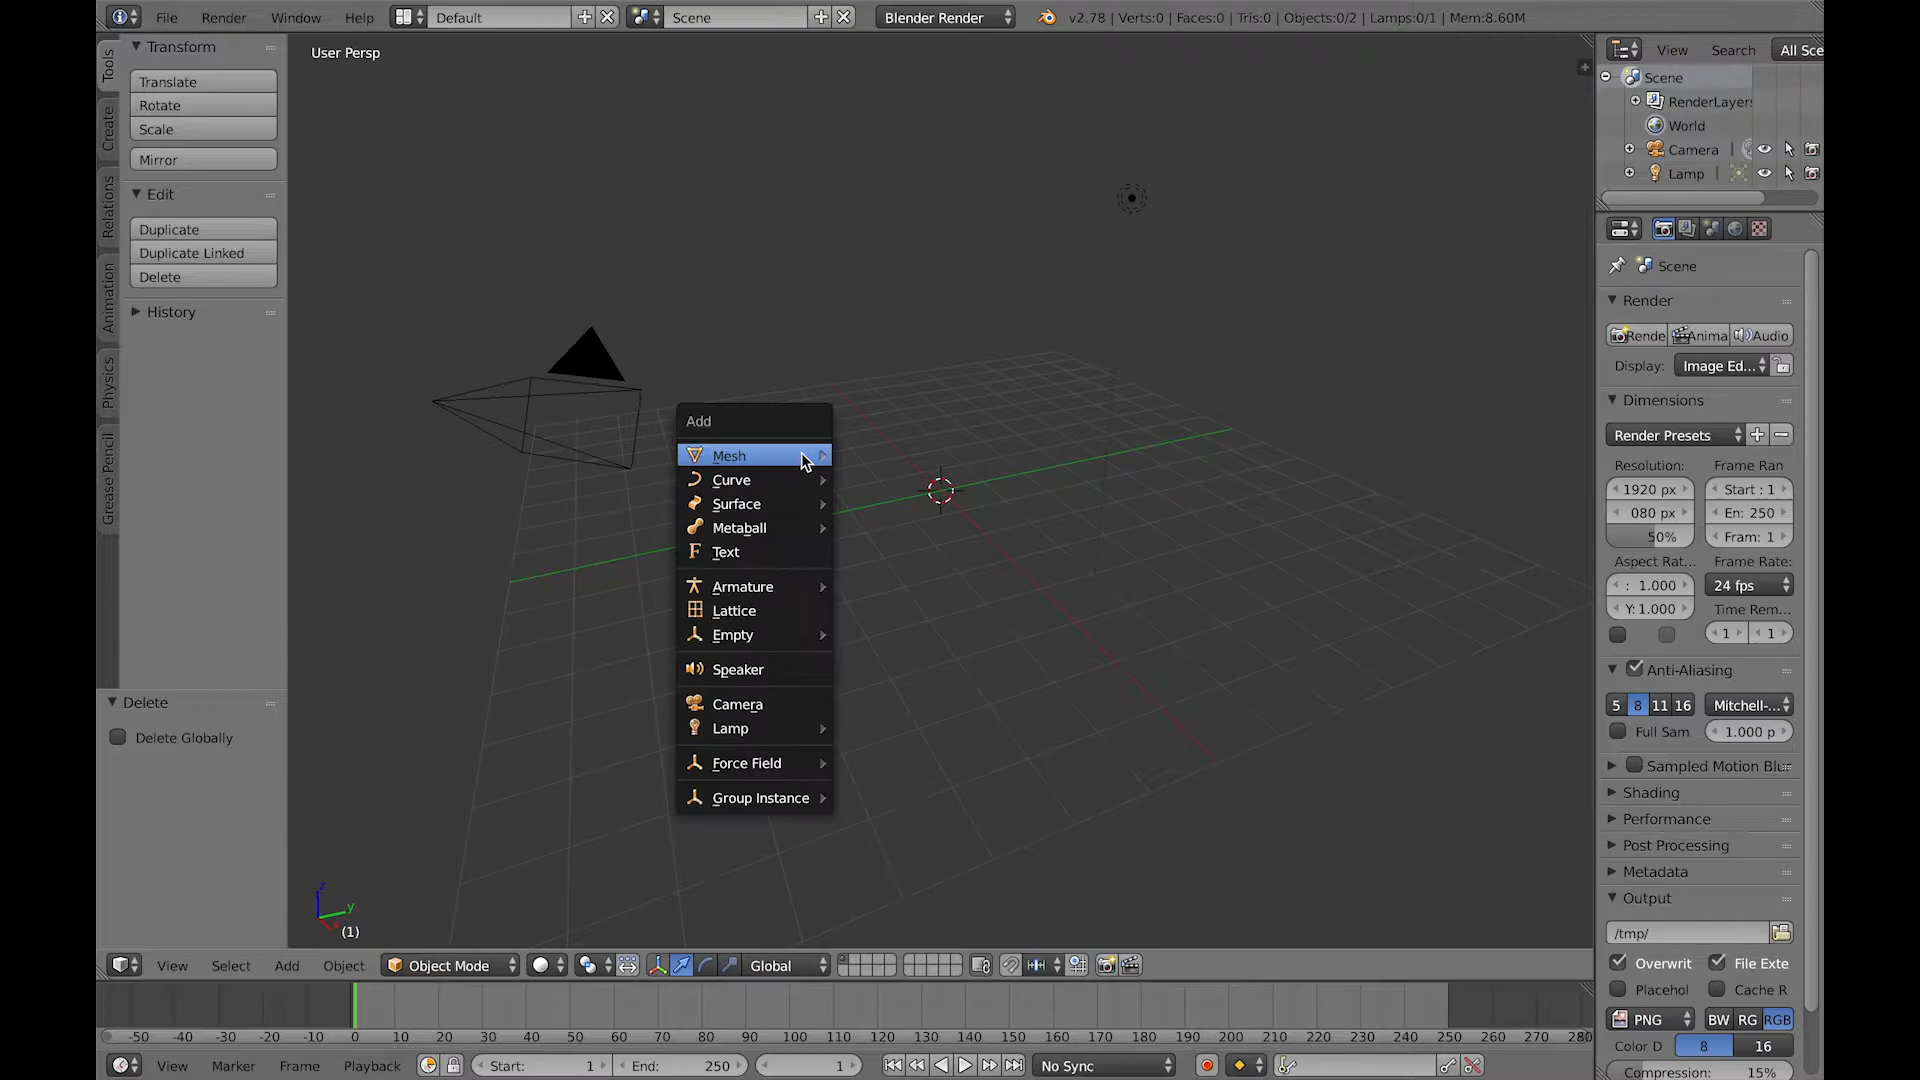 File Render Window Help Default Scene Blender Render v2.78 | Verts:0 | Faces:0 | Tris:0 | Objects:0/2 | Lamps:0/1 | Mem:8.60M
Tools
Create
Relations
Animation
Physics
Grease Pencil
Transform
Translate
Rotate
Scale
Mirror
Edit
Duplicate
Duplicate Linked
Delete
History
Delete
Delete Globally
User Persp
Add
Mesh
Curve
Surface
Metaball
Text
Armature
Lattice
Empty
Speaker
Camera
Lamp
Force Field
Group Instance
z
y
(1)
View Search All Sce
Scene
RenderLayer
World
Camera
Lamp
Scene
Render
Rende Anima Audio
Display: Image Ed...
Dimensions
Render Presets
Resolution: Frame Ran
1920 px Start : 1
080 px En: 250
50% Fram: 1
Aspect Rat... Frame Rate:
: 1.000 24 fps
Y: 1.000 Time Rem...
1 1
Anti-Aliasing
5 8 11 16 Mitchell-...
Full Sam 1.000 p
Sampled Motion Blu
Shading
Performance
Post Processing
Metadata
Output
/tmp/
Overwrit File Exte
Placehol Cache R
PNG BW RG RGB
Color D 8 16
Compression: 15%
View Select Add Object Object Mode Global
-50 -40 -30 -20 -10 0 10 20 30 40 50 60 70 80 90 100 110 120 130 140 150 160 170 180 190 200 210 220 230 240 250 260 270 280
View Marker Frame Playback Start: 1 End: 250 1 No Sync